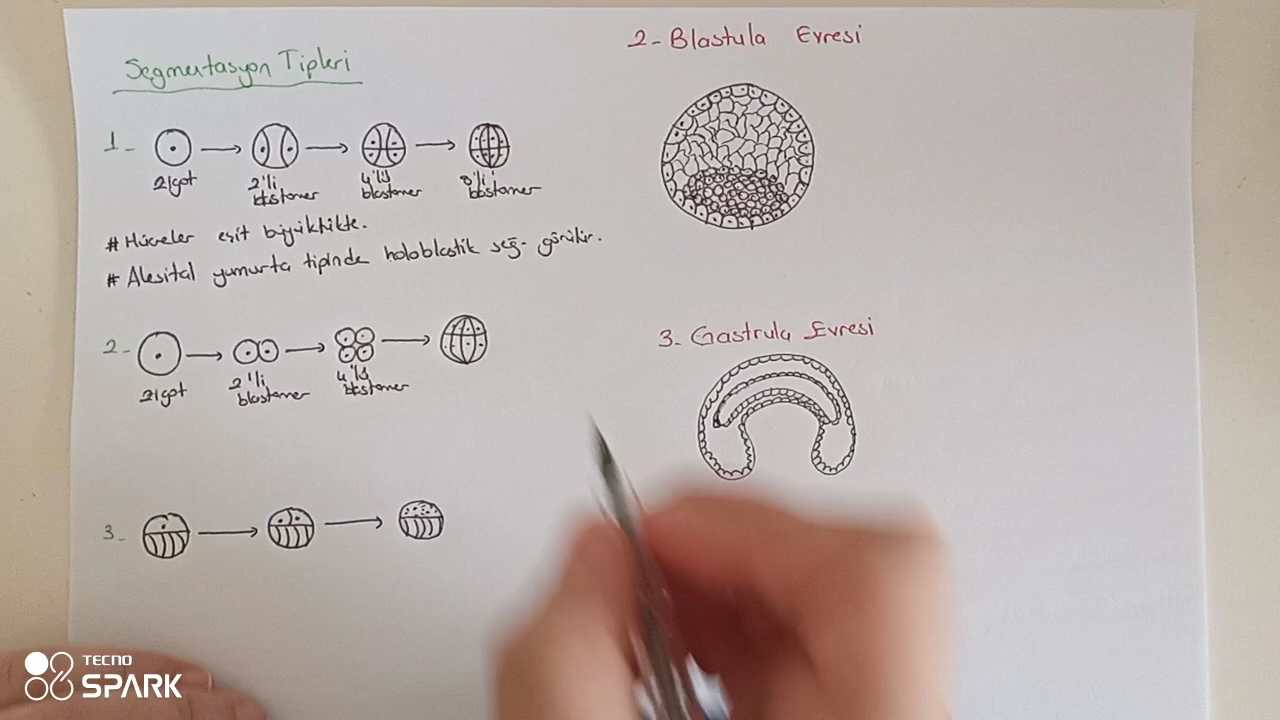 Segmentasyon Tipleri
1-
zigot
2'li
blastomer
4'lü
blastomer
8'li
blastomer
# Hücreler eşit büyüklükte.
# Alesital yumurta tipinde holoblastik seg- görülür.
2-
zigot
2'li
blastomer
4'lü
blastomer
3-
2- Blastula Evresi
3- Gastrula Evresi
TECNO
SPARK